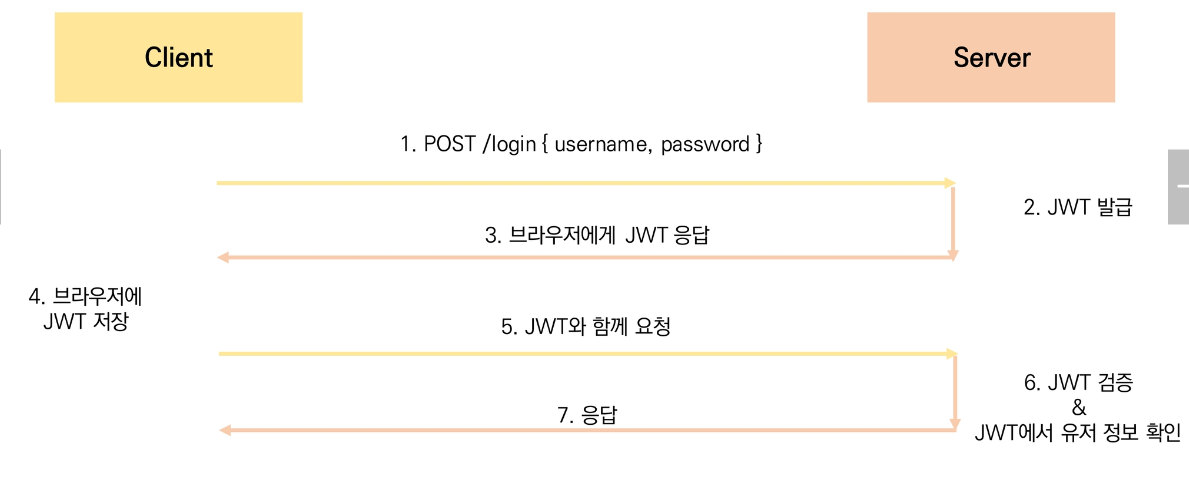 Client
Server
1. POST /login { username, password }
2. JWT 발급
3. 브라우저에게 JWT 응답
4. 브라우저에
JWT 저장
5. JWT와 함께 요청
6. JWT 검증
&
JWT에서 유저 정보 확인
7. 응답